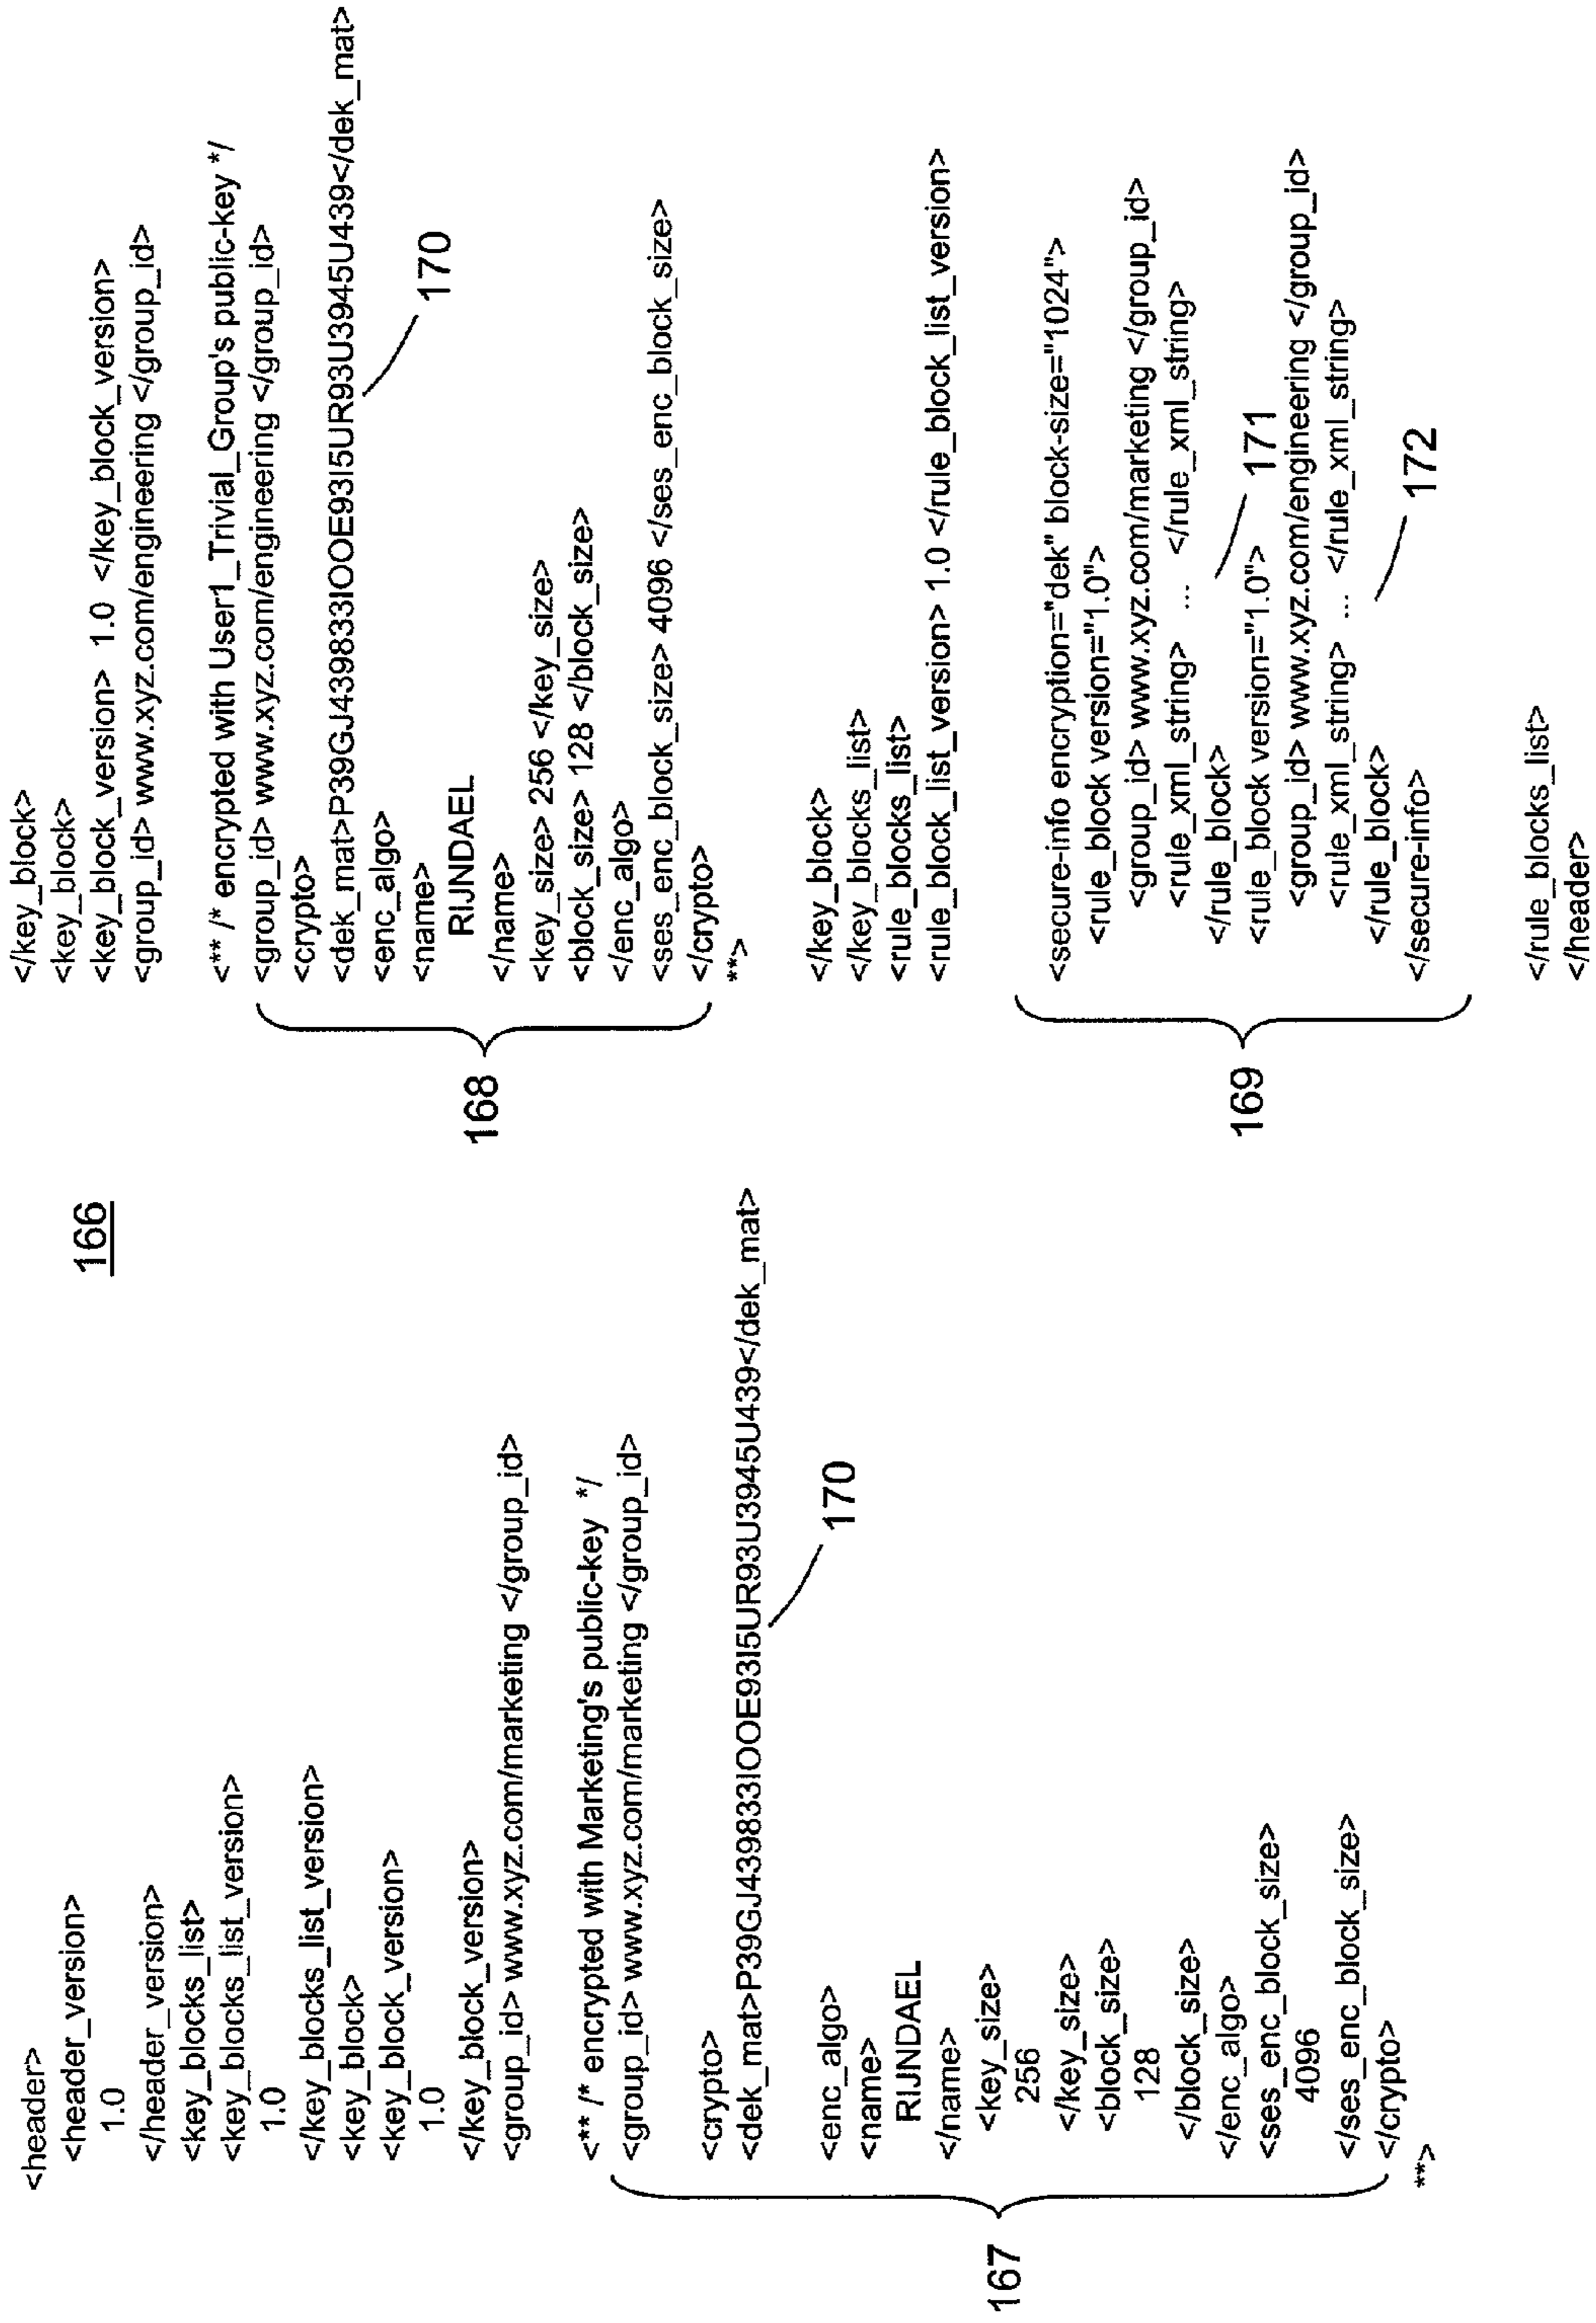 166
<header>
<header_version>
1.0
</header_version>
<key_blocks_list>
<key_blocks_list_version>
1.0
</key_blocks_list_version>
<key_block>
<key_block_version>
1.0
</key_block_version>
<group_id> www.xyz.com/marketing </group_id>
<** /* encrypted with Marketing's public-key */
<group_id> www.xyz.com/marketing </group_id>
<crypto>
<dek_mat>P39GJ439833IOOE93I5UR93U3945U439</dek_mat>
170
<enc_algo>
<name>
RIJNDAEL
</name>
<key_size>
256
</key_size>
<block_size>
128
</block_size>
</enc_algo>
<ses_enc_block_size>
4096
</ses_enc_block_size>
</crypto>
**>
167
</key_block>
<key_block>
<key_block_version> 1.0 </key_block_version>
<group_id> www.xyz.com/engineering </group_id>
<** /* encrypted with User1_Trivial_Group's public-key */
<group_id> www.xyz.com/engineering </group_id>
<crypto>
<dek_mat>P39GJ439833IOOE93I5UR93U3945U439</dek_mat>
170
<enc_algo>
<name>
RIJNDAEL
</name>
<key_size> 256 </key_size>
<block_size> 128 </block_size>
</enc_algo>
<ses_enc_block_size> 4096 </ses_enc_block_size>
</crypto>
**>
168
</key_block>
</key_blocks_list>
<rule_blocks_list>
<rule_block_list_version> 1.0 </rule_block_list_version>
<secure-info encryption="dek" block-size="1024">
<rule_block version="1.0">
<group_id> www.xyz.com/marketing </group_id>
<rule_xml_string> ... </rule_xml_string>
</rule_block>
171
<rule_block version="1.0">
<group_id> www.xyz.com/engineering </group_id>
<rule_xml_string> ... </rule_xml_string>
</rule_block>
172
</secure-info>
169
</rule_blocks_list>
</header>